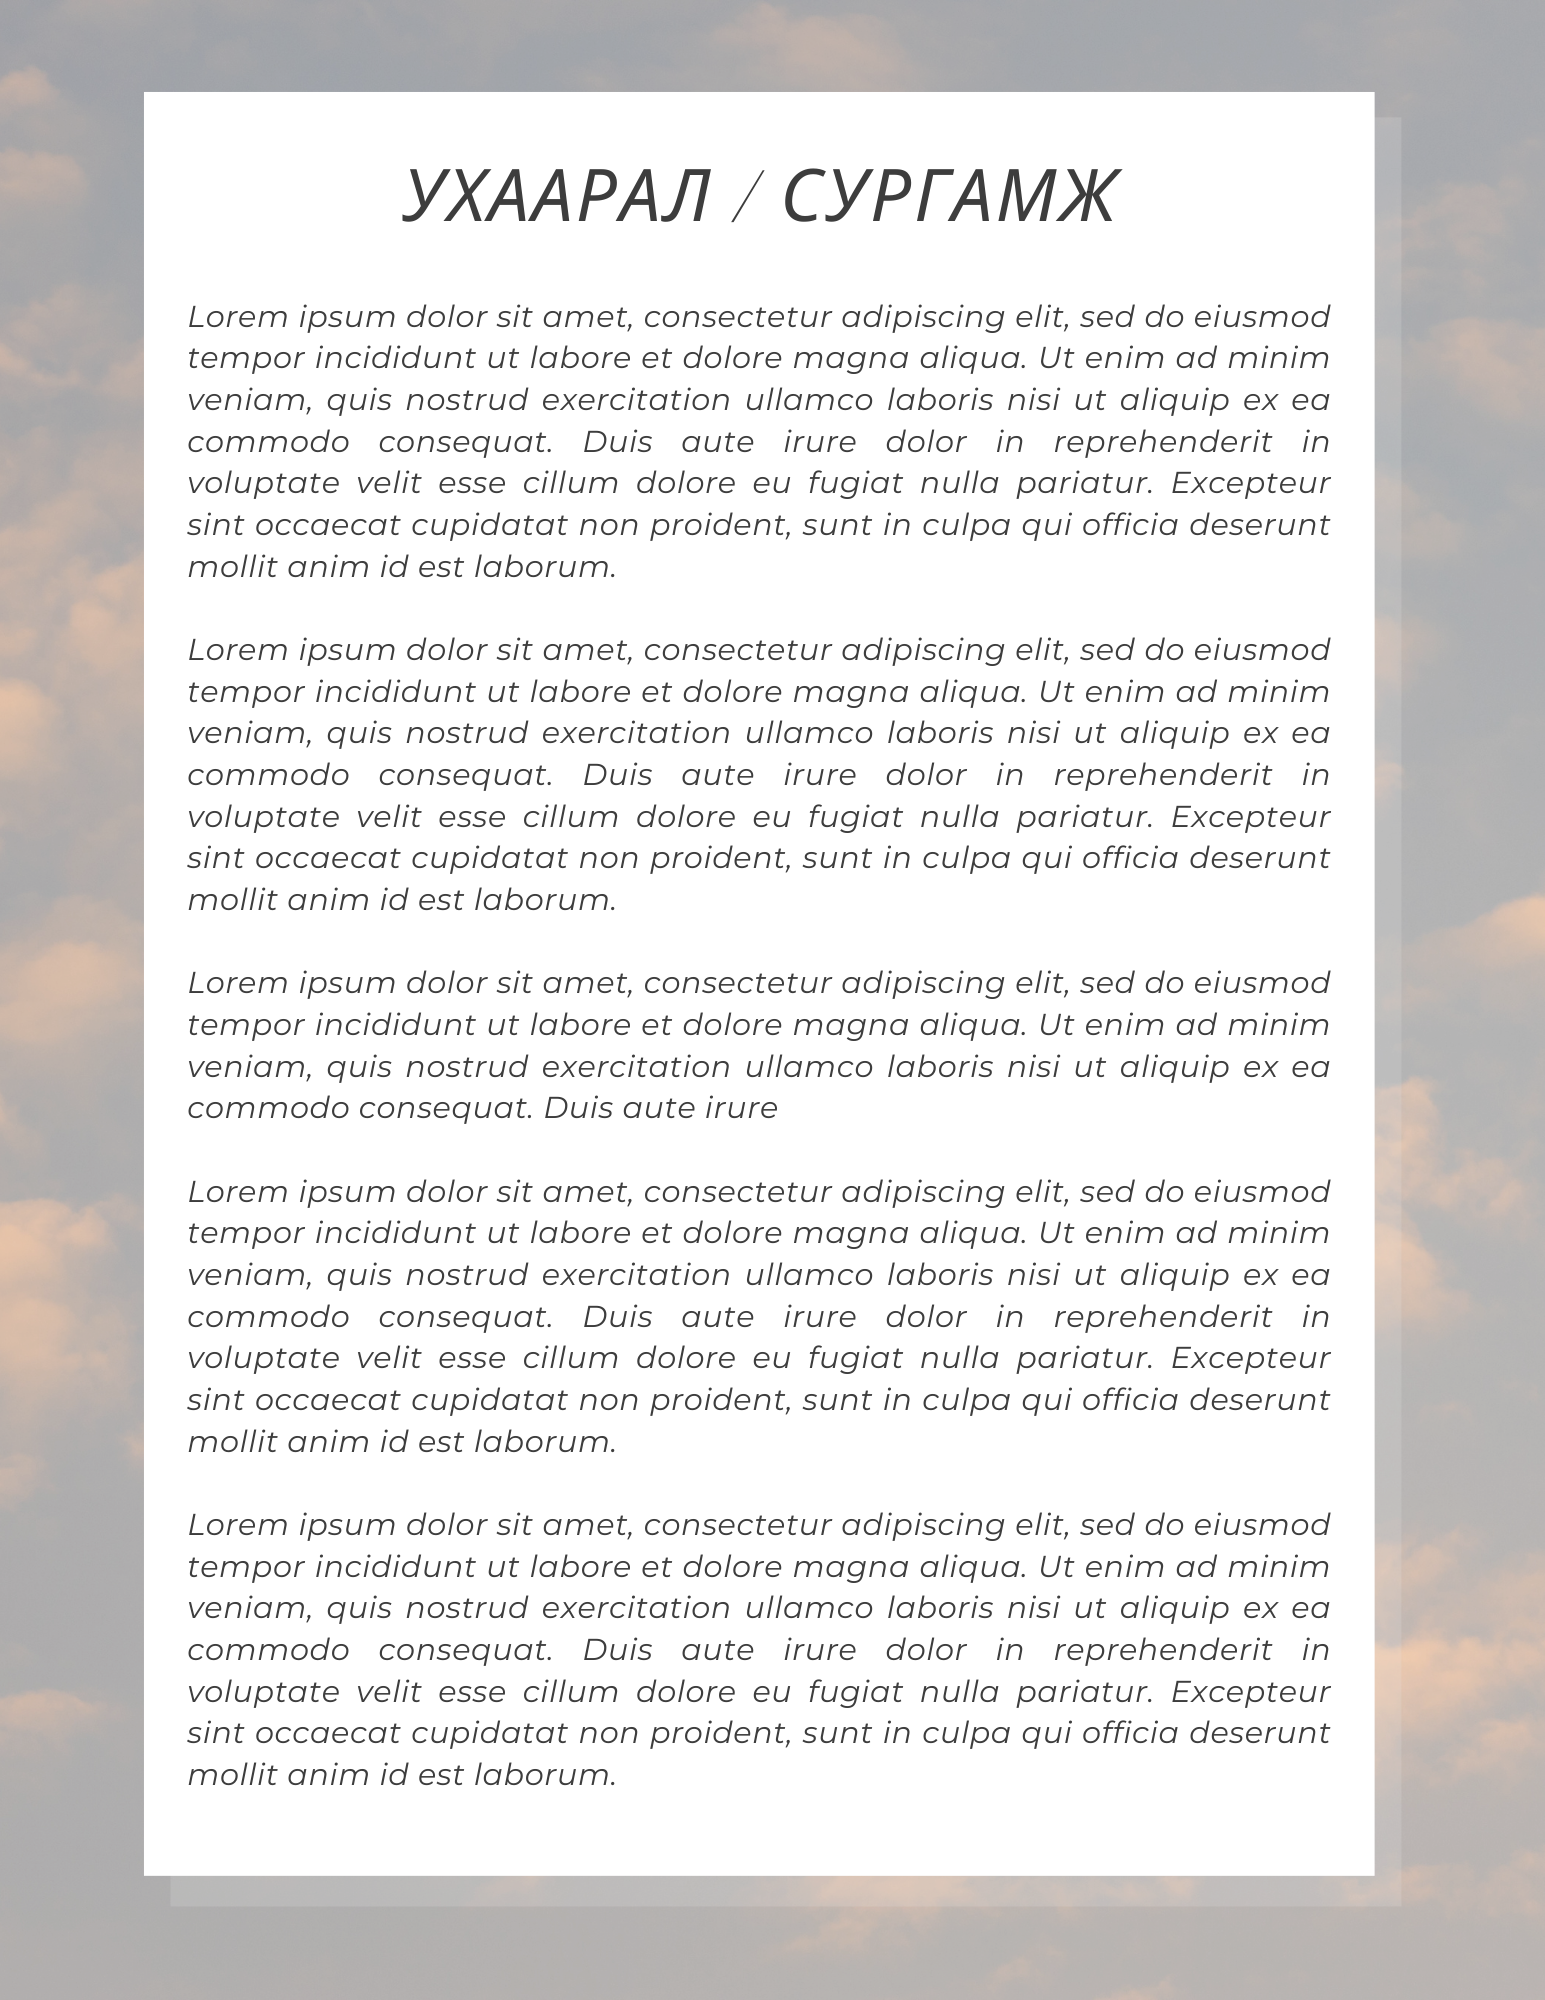 УХААРАЛ / СУРГАМЖ
Lorem ipsum dolor sit amet, consectetur adipiscing elit, sed do eiusmod
tempor incididunt ut labore et dolore magna aliqua. Ut enim ad minim
veniam, quis nostrud exercitation ullamco laboris nisi ut aliquip ex ea
commodo consequat. Duis aute irure dolor in reprehenderit in
voluptate velit esse cillum dolore eu fugiat nulla pariatur. Excepteur
sint occaecat cupidatat non proident, sunt in culpa qui officia deserunt
mollit anim id est laborum.
Lorem ipsum dolor sit amet, consectetur adipiscing elit, sed do eiusmod
tempor incididunt ut labore et dolore magna aliqua. Ut enim ad minim
veniam, quis nostrud exercitation ullamco laboris nisi ut aliquip ex ea
commodo consequat. Duis aute irure dolor in reprehenderit in
voluptate velit esse cillum dolore eu fugiat nulla pariatur. Excepteur
sint occaecat cupidatat non proident, sunt in culpa qui officia deserunt
mollit anim id est laborum.
Lorem ipsum dolor sit amet, consectetur adipiscing elit, sed do eiusmod
tempor incididunt ut labore et dolore magna aliqua. Ut enim ad minim
veniam, quis nostrud exercitation ullamco laboris nisi ut aliquip ex ea
commodo consequat. Duis aute irure
Lorem ipsum dolor sit amet, consectetur adipiscing elit, sed do eiusmod
tempor incididunt ut labore et dolore magna aliqua. Ut enim ad minim
veniam, quis nostrud exercitation ullamco laboris nisi ut aliquip ex ea
commodo consequat. Duis aute irure dolor in reprehenderit in
voluptate velit esse cillum dolore eu fugiat nulla pariatur. Excepteur
sint occaecat cupidatat non proident, sunt in culpa qui officia deserunt
mollit anim id est laborum.
Lorem ipsum dolor sit amet, consectetur adipiscing elit, sed do eiusmod
tempor incididunt ut labore et dolore magna aliqua. Ut enim ad minim
veniam, quis nostrud exercitation ullamco laboris nisi ut aliquip ex ea
commodo consequat. Duis aute irure dolor in reprehenderit in
voluptate velit esse cillum dolore eu fugiat nulla pariatur. Excepteur
sint occaecat cupidatat non proident, sunt in culpa qui officia deserunt
mollit anim id est laborum.